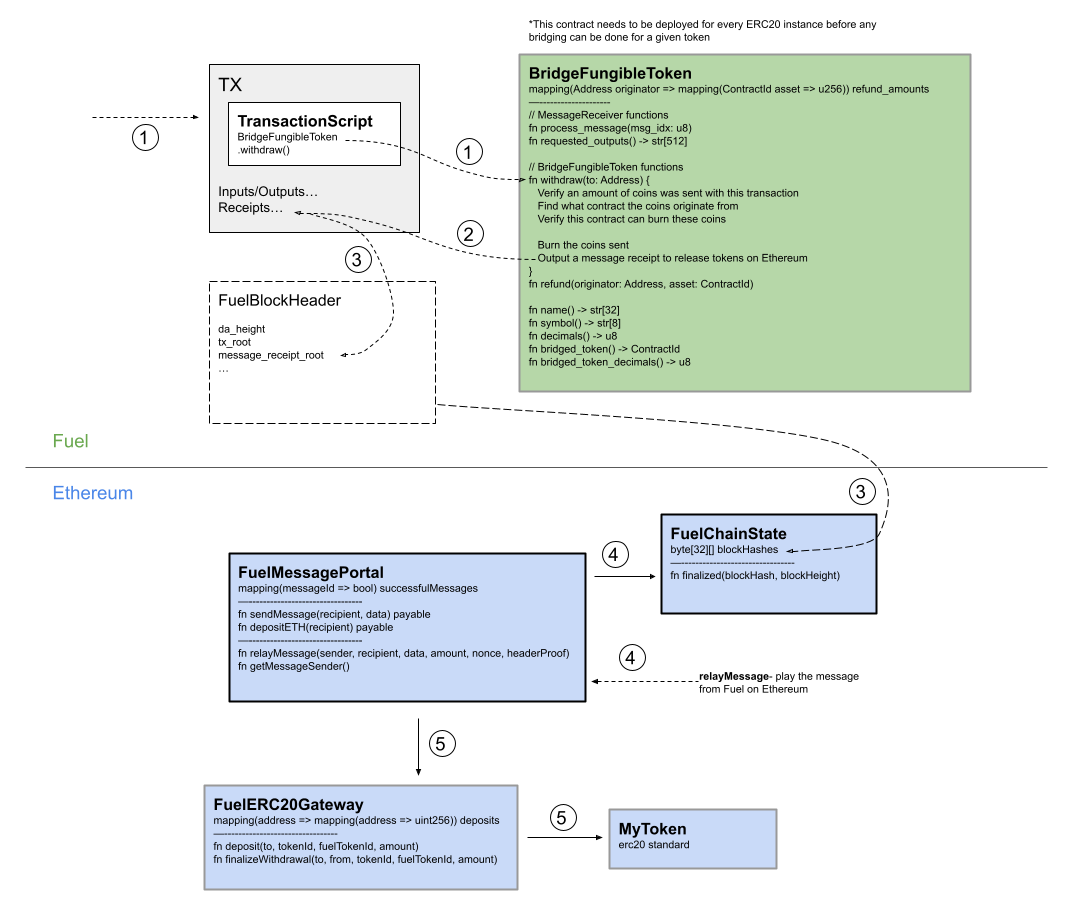 *This contract needs to be deployed for every ERC20 instance before any
bridging can be done for a given token
TX
TransactionScript
BridgeFungibleToken
.withdraw()
Inputs/Outputs…
Receipts…
1
1
2
3
BridgeFungibleToken
mapping(Address originator => mapping(ContractId asset => u256)) refund_amounts
—----------------------
// MessageReceiver functions
fn process_message(msg_idx: u8)
fn requested_outputs() -> str[512]
// BridgeFungibleToken functions
fn withdraw(to: Address) {
Verify an amount of coins was sent with this transaction
Find what contract the coins originate from
Verify this contract can burn these coins
Burn the coins sent
Output a message receipt to release tokens on Ethereum
}
fn refund(originator: Address, asset: ContractId)
fn name() -> str[32]
fn symbol() -> str[8]
fn decimals() -> u8
fn bridged_token() -> ContractId
fn bridged_token_decimals() -> u8
FuelBlockHeader
da_height
tx_root
message_receipt_root
…
Fuel
Ethereum
3
FuelChainState
byte[32][] blockHashes
—----------------------------------
fn finalized(blockHash, blockHeight)
4
FuelMessagePortal
mapping(messageId => bool) successfulMessages
—----------------------------------
fn sendMessage(recipient, data) payable
fn depositETH(recipient) payable
—----------------------------------
fn relayMessage(sender, recipient, data, amount, nonce, headerProof)
fn getMessageSender()
4
relayMessage- play the message
from Fuel on Ethereum
5
FuelERC20Gateway
mapping(address => mapping(address => uint256)) deposits
—----------------------------------
fn deposit(to, tokenId, fuelTokenId, amount)
fn finalizeWithdrawal(to, from, tokenId, fuelTokenId, amount)
5
MyToken
erc20 standard